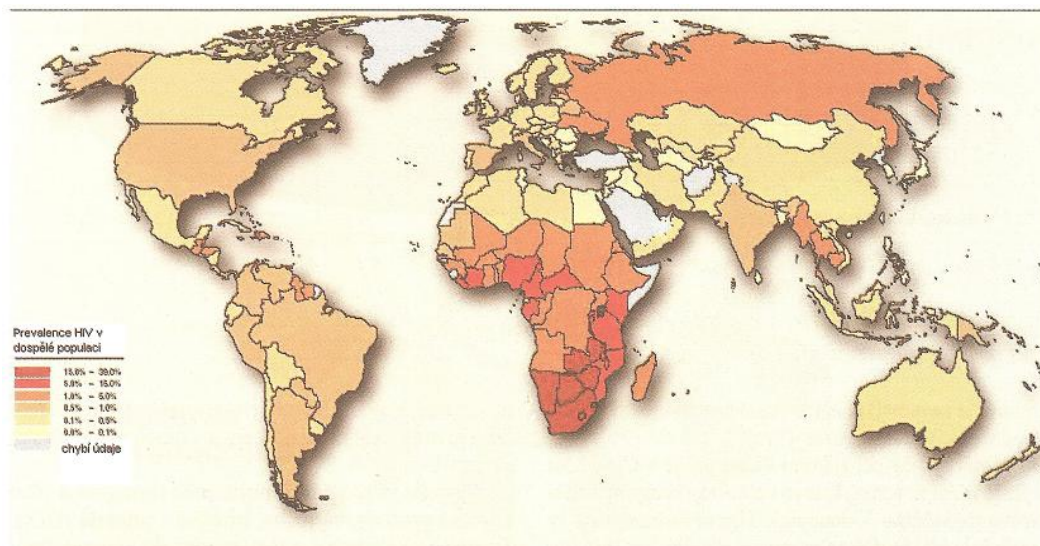 Prevalence HIV v
dospělé populaci
15.0% – 39.0%
5.0% – 15.0%
1.0% – 5.0%
0.5% – 1.0%
0.1% – 0.5%
0.0% – 0.1%
chybí údaje